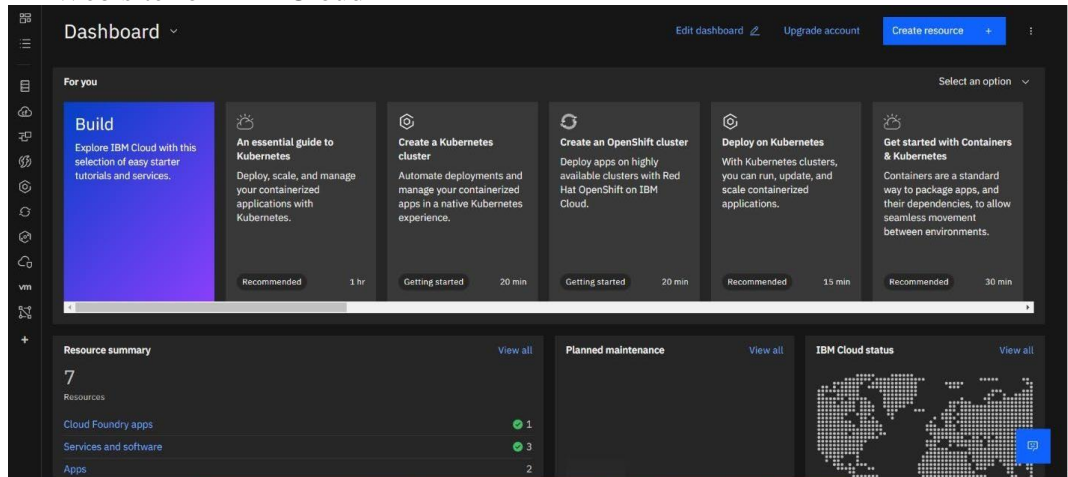 Dashboard
Edit dashboard
Upgrade account
Create resource +
For you
Select an option
Build
Explore IBM Cloud with this
selection of easy starter
tutorials and services.
An essential guide to
Kubernetes
Deploy, scale, and manage
your containerized
applications with
Kubernetes.
Recommended 1 hr
Create a Kubernetes
cluster
Automate deployments and
manage your containerized
apps in a native Kubernetes
experience.
Getting started 20 min
Create an OpenShift cluster
Deploy apps on highly
available clusters with Red
Hat OpenShift on IBM
Cloud.
Getting started 20 min
Deploy on Kubernetes
With Kubernetes clusters,
you can run, update, and
scale containerized
applications.
Recommended 15 min
Get started with Containers
& Kubernetes
Containers are a standard
way to package apps, and
their dependencies, to allow
seamless movement
between environments.
Recommended 30 min
vm
+
Resource summary View all
7
Resources
Cloud Foundry apps 1
Services and software 3
Apps 2
Planned maintenance View all
IBM Cloud status View all